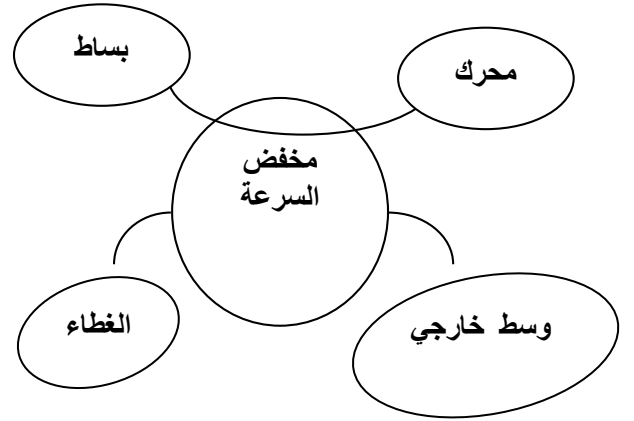 بساط
محرك
مخفض
السرعة
الغطاء
وسط خارجي